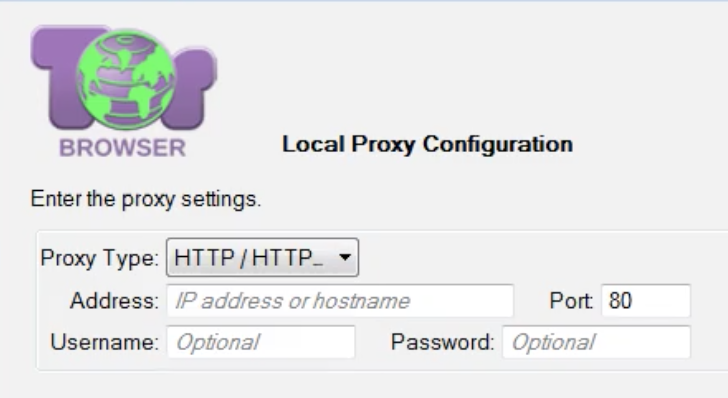 Tor
BROWSER
Local Proxy Configuration
Enter the proxy settings.
Proxy Type: HTTP / HTTP_
Address: IP address or hostname Port: 80
Username: Optional Password: Optional